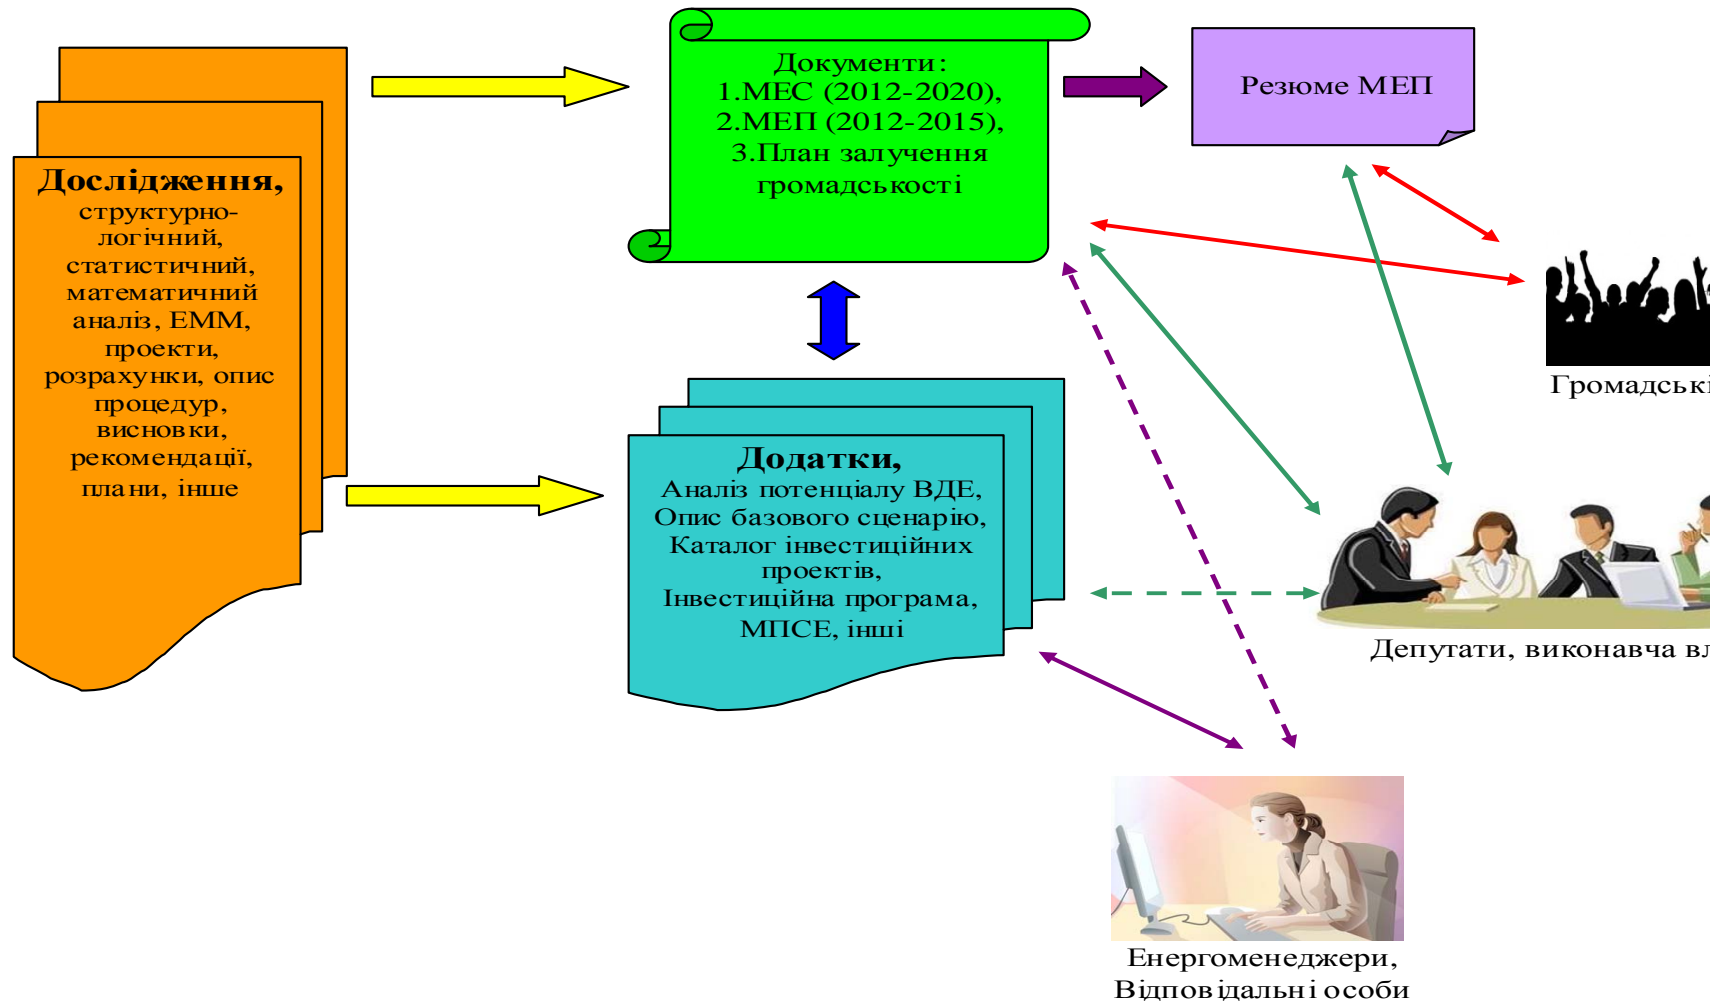 Дослідження,
структурно-
логічний,
статистичний,
математичний
аналіз, ЕММ,
проекти,
розрахунки, опис
процедур,
висновки,
рекомендації,
плани, інше
Документи:
1.МЕС (2012-2020),
2.МЕП (2012-2015),
3.План залучення
громадськості
Резюме МЕП
Громадські
Додатки,
Аналіз потенціалу ВДЕ,
Опис базового сценарію,
Каталог інвестиційних
проектів,
Інвестиційна програма,
МПСЕ, інші
Депутати, виконавча вл
Енергоменеджери,
Відповідальні особи